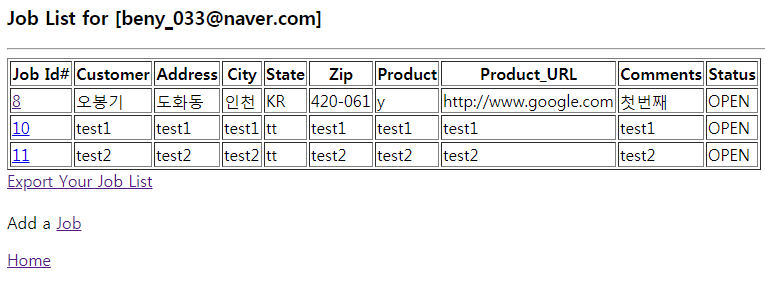 Job List for [beny_033@naver.com]
Job Id# Customer Address City State Zip Product Product_URL Comments Status
8 오봉기 도화동 인천 KR 420-061 y http://www.google.com 첫번째 OPEN
10 test1 test1 test1 tt test1 test1 test1 test1 OPEN
11 test2 test2 test2 tt test2 test2 test2 test2 OPEN
Export Your Job List
Add a Job
Home